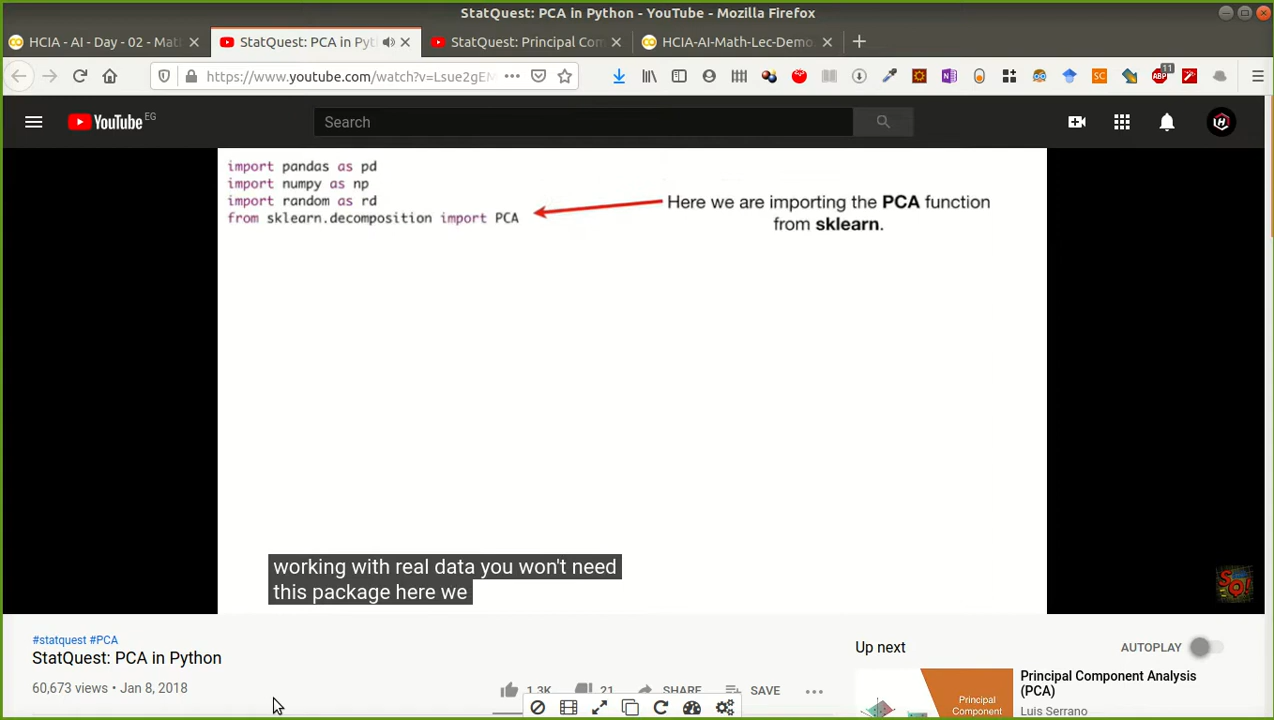 StatQuest: PCA in Python - YouTube - Mozilla Firefox
HCIA - AI - Day - 02 - Mat
StatQuest: PCA in Pyt
StatQuest: Principal Com
HCIA-AI-Math-Lec-Demo
https://www.youtube.com/watch?v=Lsue2gEM
SC
ABP
11
YouTube EG
Search
import pandas as pd
import numpy as np
import random as rd
from sklearn.decomposition import PCA
Here we are importing the PCA function
from sklearn.
working with real data you won't need
this package here we
SQ!
#statquest #PCA
StatQuest: PCA in Python
60,673 views • Jan 8, 2018
1.3K
21
SHARE
SAVE
Up next
AUTOPLAY
Principal
Component
Principal Component Analysis
(PCA)
Luis Serrano